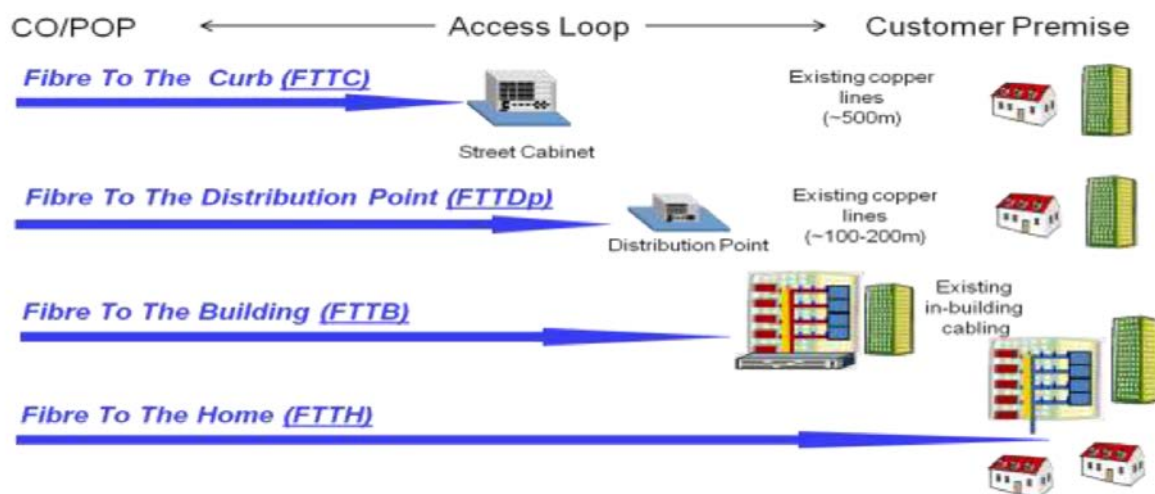 CO/POP
Access Loop
Customer Premise
Fibre To The Curb (FTTC)
Street Cabinet
Existing copper
lines
(~500m)
Fibre To The Distribution Point (FTTDp)
Distribution Point
Existing copper
lines
(~100-200m)
Fibre To The Building (FTTB)
Existing
in-building
cabling
Fibre To The Home (FTTH)